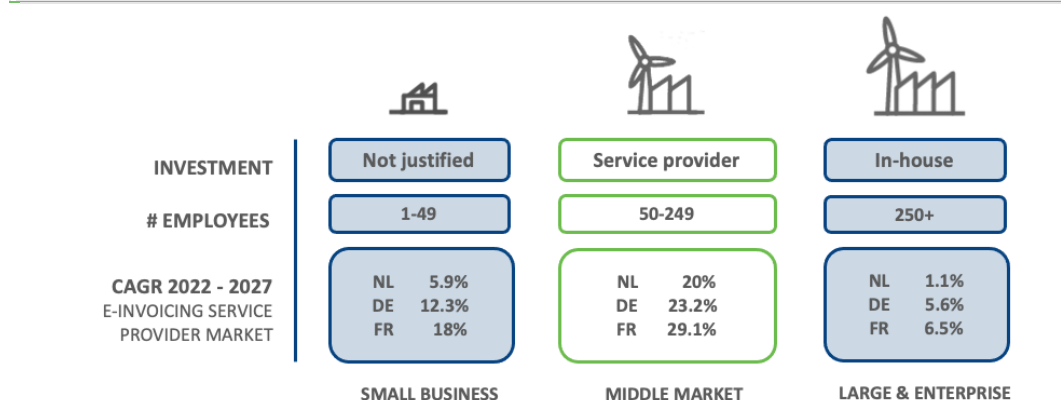 INVESTMENT
Not justified
Service provider
In-house
# EMPLOYEES
1-49
50-249
250+
CAGR 2022 - 2027
E-INVOICING SERVICE
PROVIDER MARKET
NL 5.9%
DE 12.3%
FR 18%
NL 20%
DE 23.2%
FR 29.1%
NL 1.1%
DE 5.6%
FR 6.5%
SMALL BUSINESS
MIDDLE MARKET
LARGE & ENTERPRISE